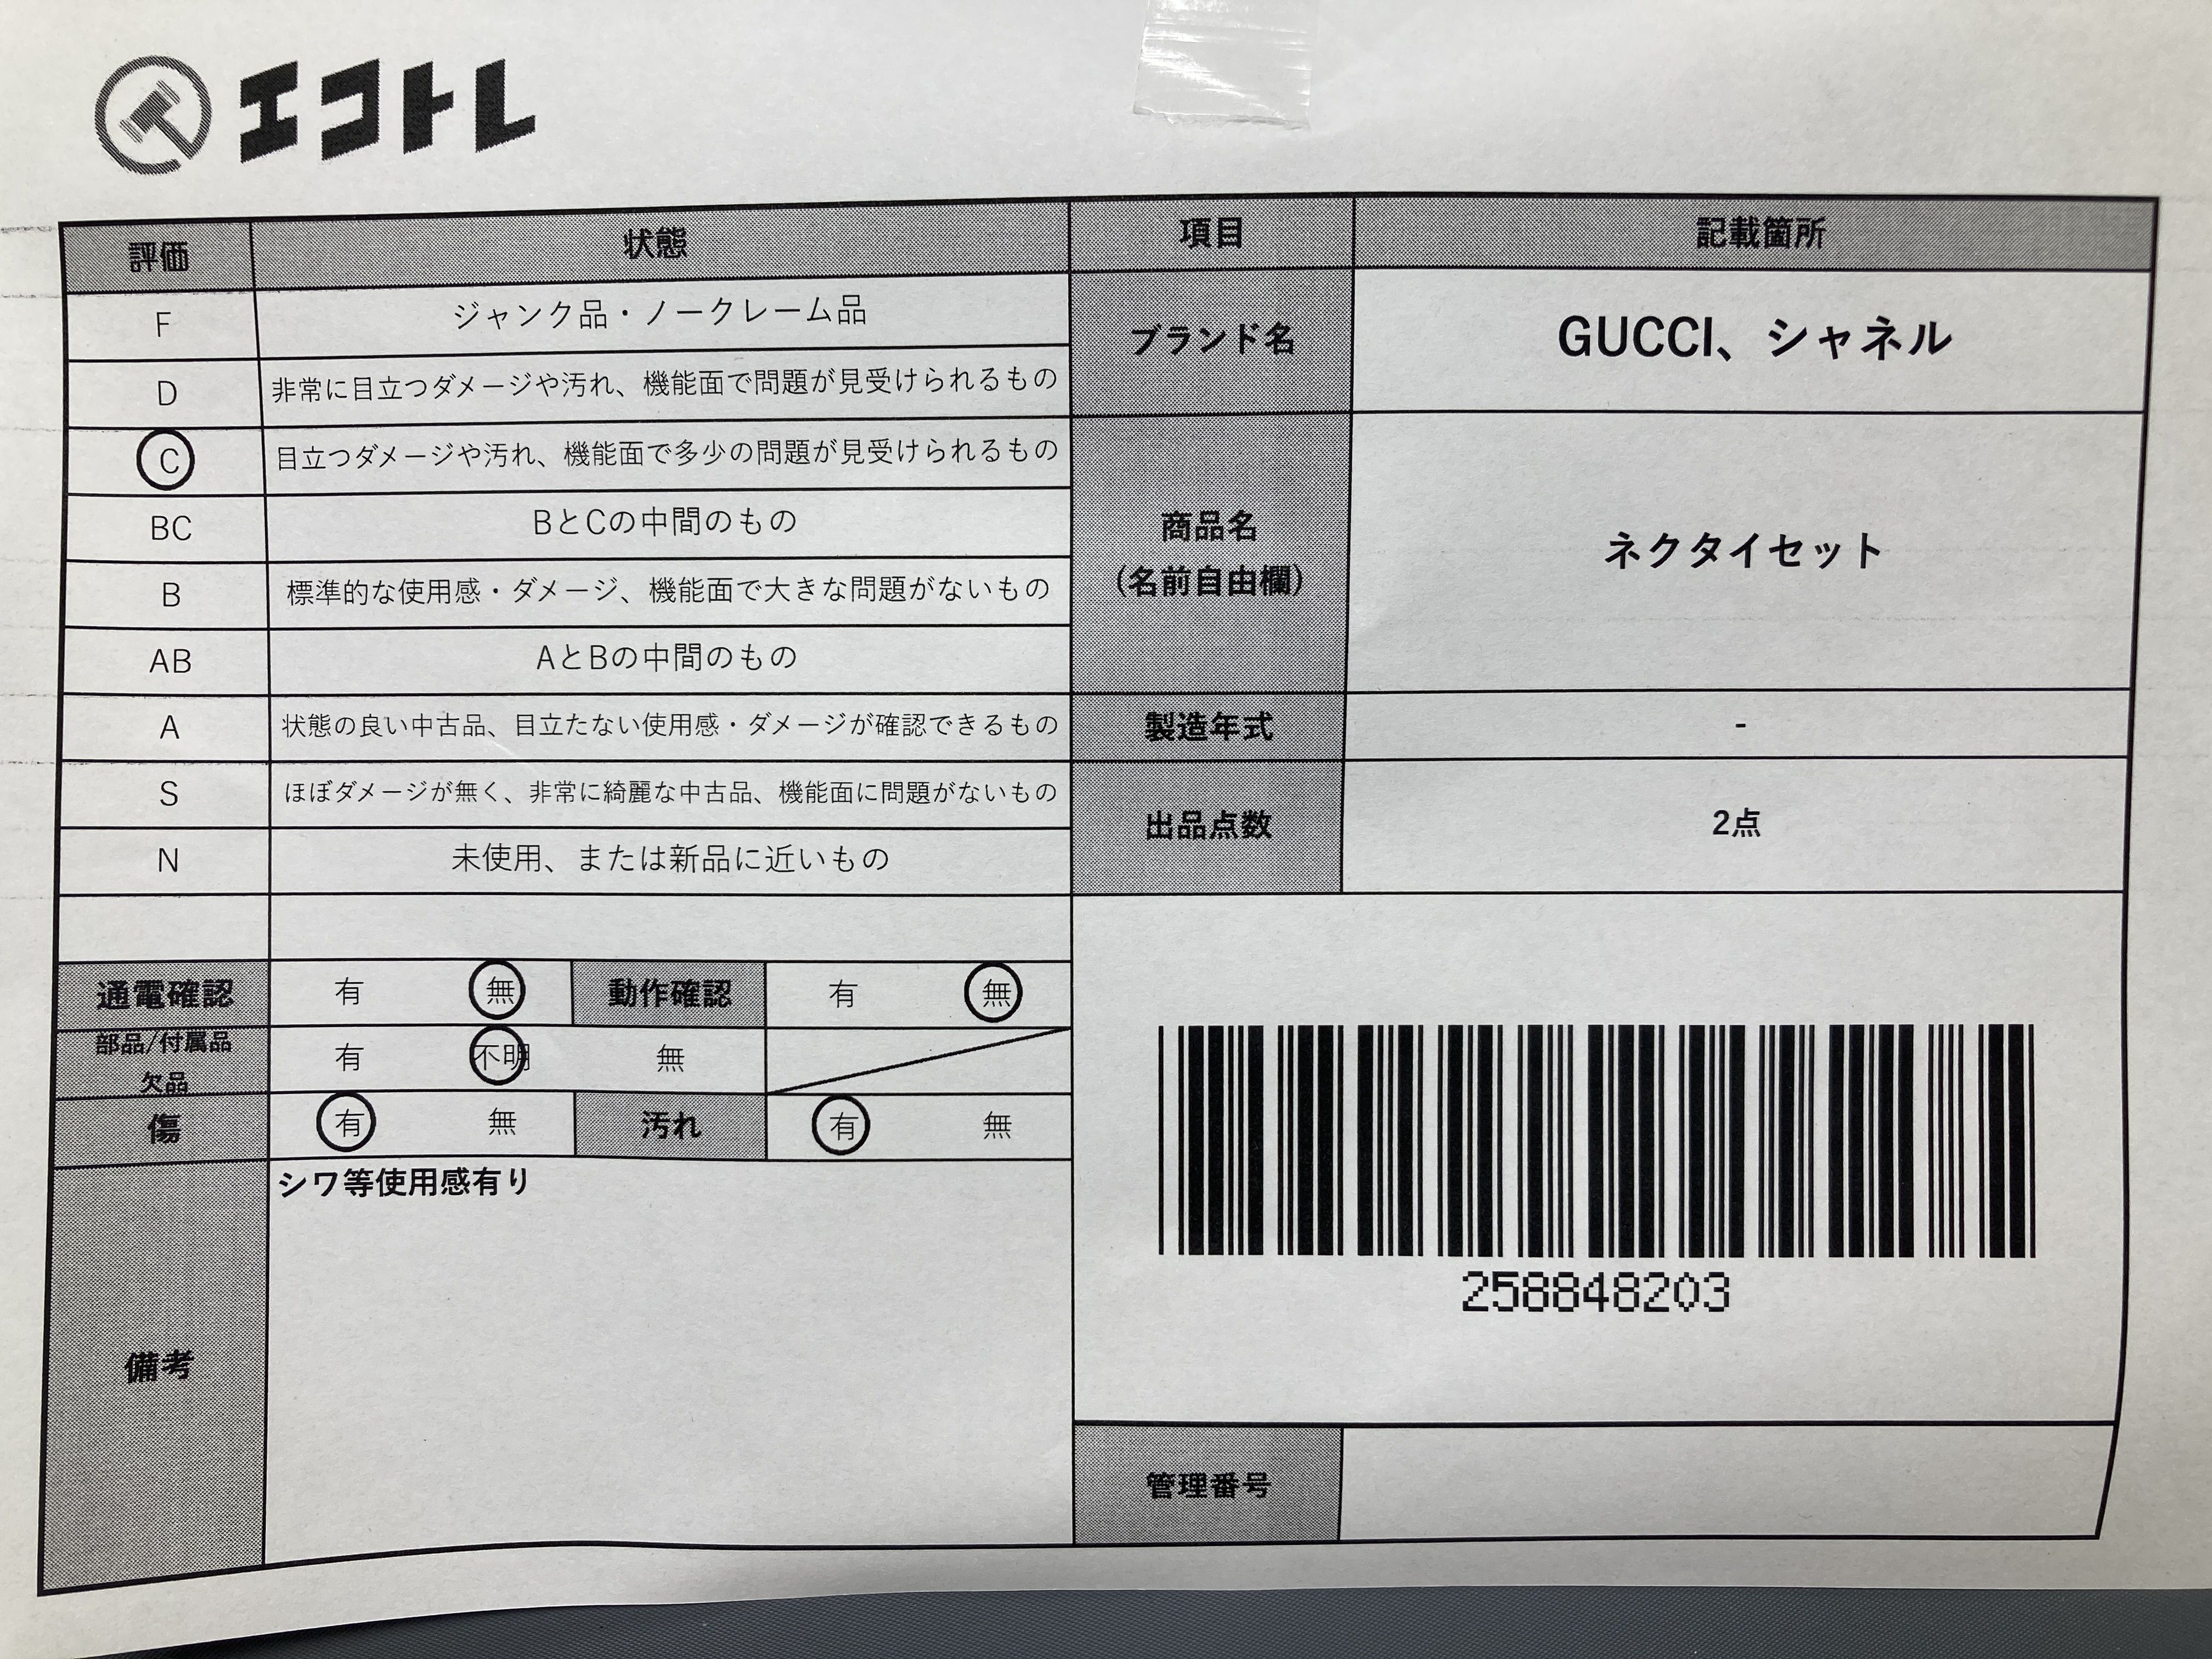 エコトレ
評価 状態 項目 記載箇所
F ジャンク品・ノークレーム品
D 非常に目立つダメージや汚れ、機能面で問題が見受けられるもの
C 目立つダメージや汚れ、機能面で多少の問題が見受けられるもの
BC BとCの中間のもの
B 標準的な使用感・ダメージ、機能面で大きな問題がないもの
AB AとBの中間のもの
A 状態の良い中古品、目立たない使用感・ダメージが確認できるもの
S ほぼダメージが無く、非常に綺麗な中古品、機能面に問題がないもの
N 未使用、または新品に近いもの
通電確認 有 無 動作確認 有 無
部品/付属品
欠品 有 不明 無
傷 有 無 汚れ 有 無
備考 シワ等使用感有り
ブランド名 GUCCI、シャネル
商品名
(名前自由欄) ネクタイセット
製造年式 -
出品点数 2点
258848203
管理番号